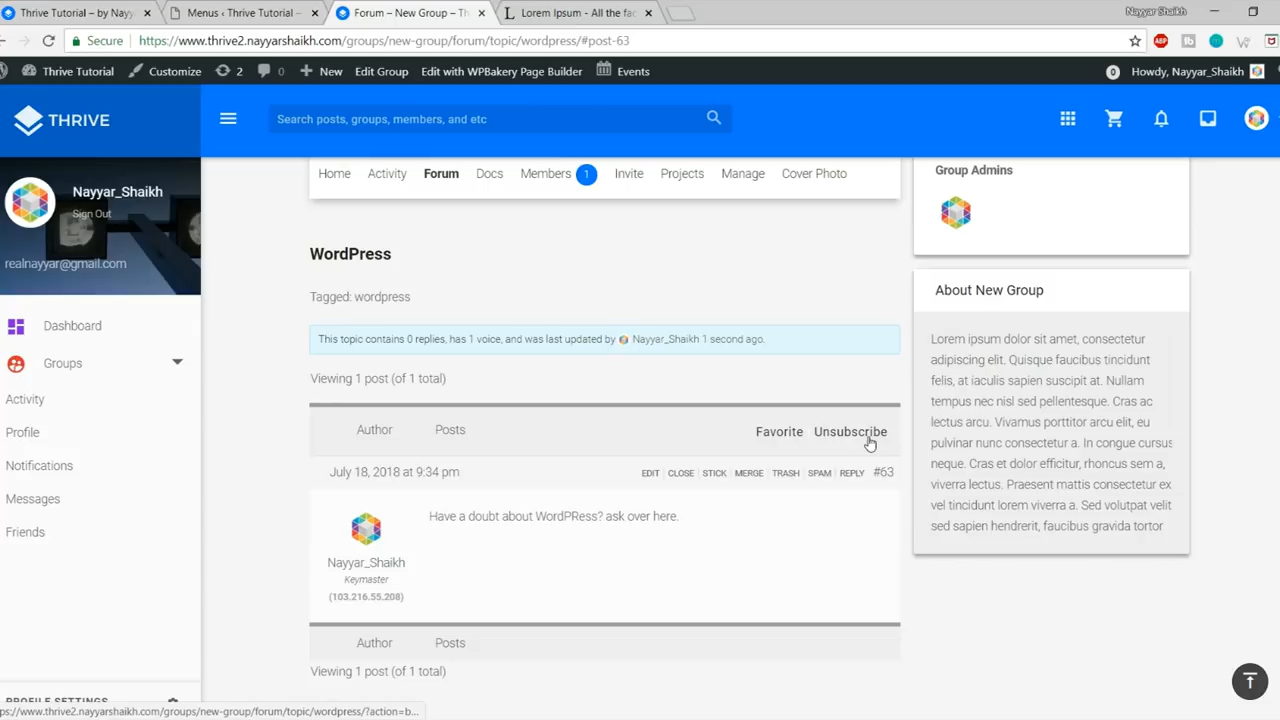 Thrive Tutorial – by Nayy
Menus ‹ Thrive Tutorial –
Forum – New Group – Th
Lorem Ipsum - All the fac
Nayyar Shaikh
Secure
https://www.thrive2.nayyarshaikh.com/groups/new-group/forum/topic/wordpress/#post-63
ABP
Thrive Tutorial
Customize
2
0
New
Edit Group
Edit with WPBakery Page Builder
Events
0
Howdy, Nayyar_Shaikh
THRIVE
Search posts, groups, members, and etc
Nayyar_Shaikh
Sign Out
realnayyar@gmail.com
Dashboard
Groups
Activity
Profile
Notifications
Messages
Friends
PROFILE SETTINGS
Home
Activity
Forum
Docs
Members 1
Invite
Projects
Manage
Cover Photo
WordPress
Tagged: wordpress
This topic contains 0 replies, has 1 voice, and was last updated by Nayyar_Shaikh 1 second ago.
Viewing 1 post (of 1 total)
Author
Posts
Favorite
Unsubscribe
July 18, 2018 at 9:34 pm
EDIT | CLOSE | STICK | MERGE | TRASH | SPAM | REPLY #63
Have a doubt about WordPRess? ask over here.
Nayyar_Shaikh
Keymaster
(103.216.55.208)
Author
Posts
Viewing 1 post (of 1 total)
Group Admins
About New Group
Lorem ipsum dolor sit amet, consectetur
adipiscing elit. Quisque faucibus tincidunt
felis, at iaculis sapien suscipit at. Nullam
tempus nec nisl sed pellentesque. Cras ac
lectus arcu. Vivamus porttitor arcu elit, eu
pulvinar nunc consectetur a. In congue cursus
neque. Cras et dolor efficitur, rhoncus sem a,
viverra lectus. Praesent mattis consectetur ex
vel tincidunt lorem viverra a. Sed volutpat velit
sed sapien hendrerit, faucibus gravida tortor
ps://www.thrive2.nayyarshaikh.com/groups/new-group/forum/topic/wordpress/?action=b...